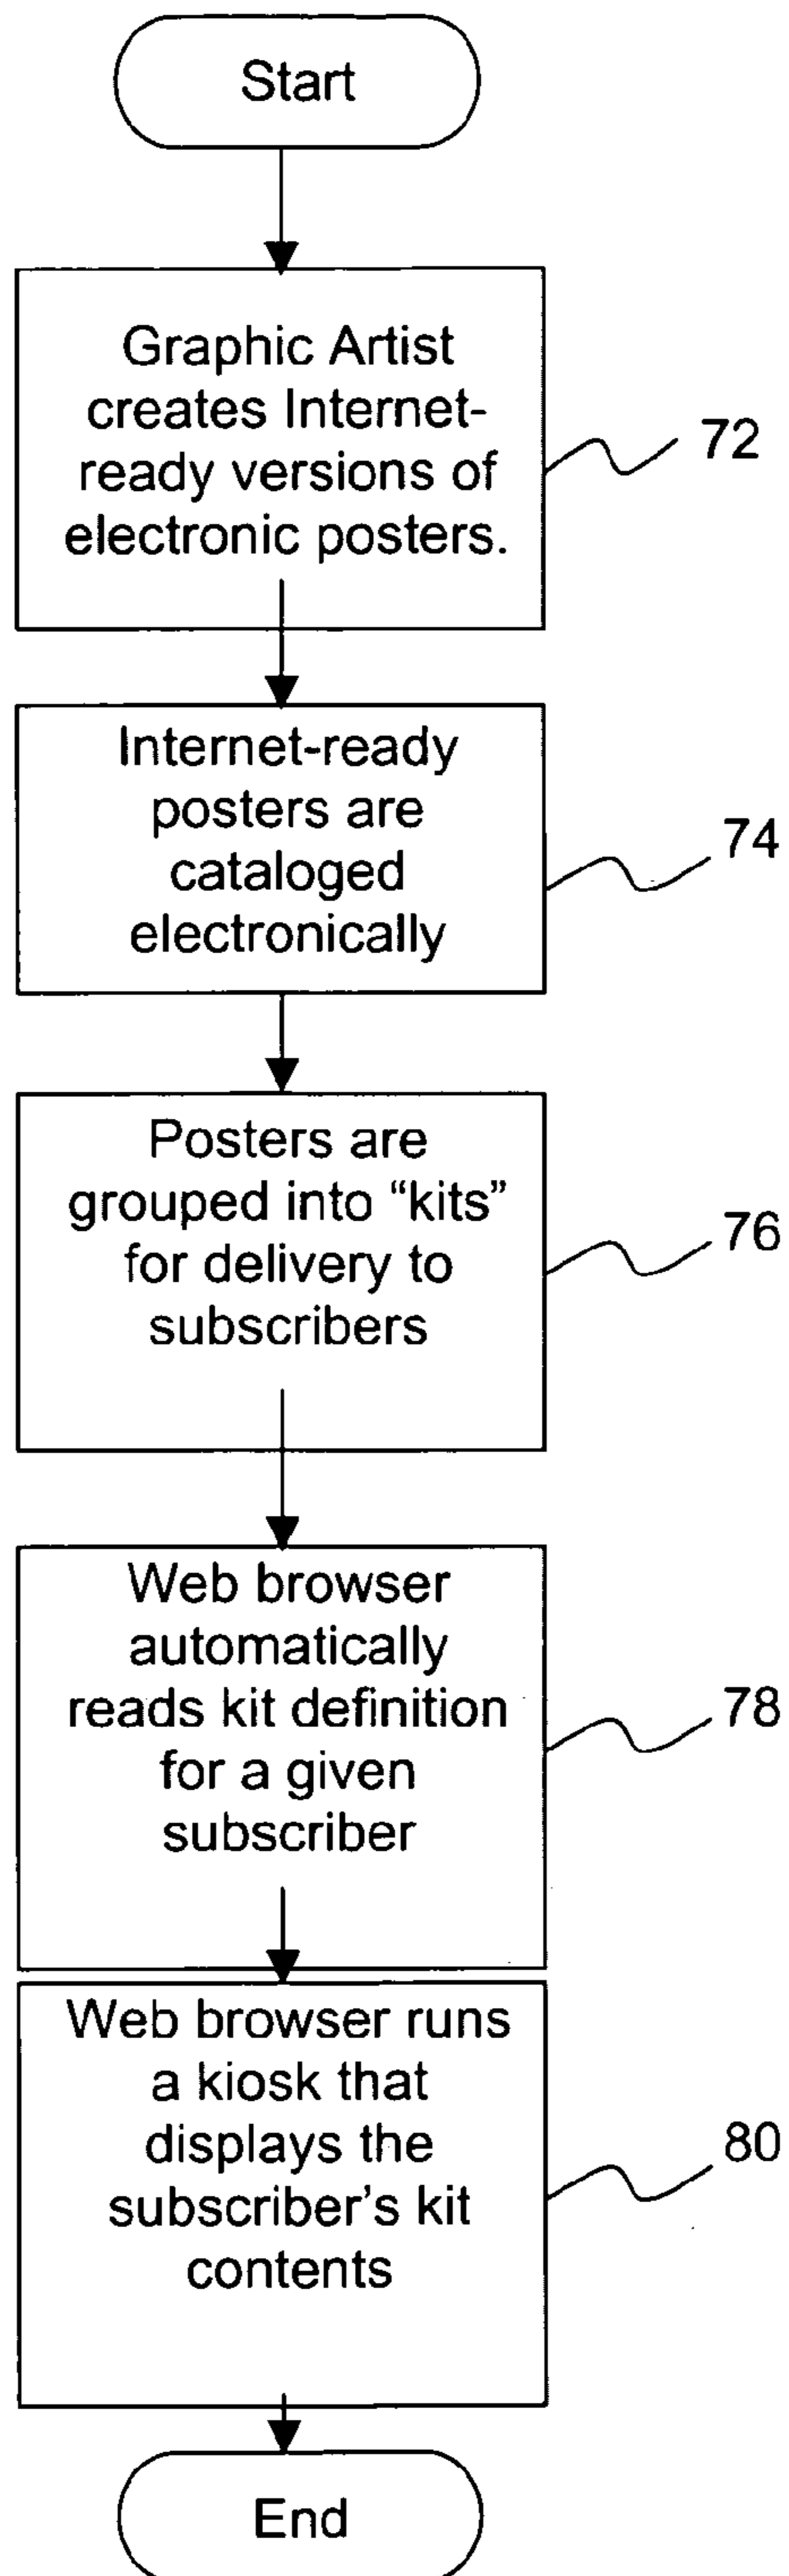 Start
Graphic Artist
creates Internet-
ready versions of
electronic posters.
72
Internet-ready
posters are
cataloged
electronically
74
Posters are
grouped into “kits”
for delivery to
subscribers
76
Web browser
automatically
reads kit definition
for a given
subscriber
78
Web browser runs
a kiosk that
displays the
subscriber’s kit
contents
80
End